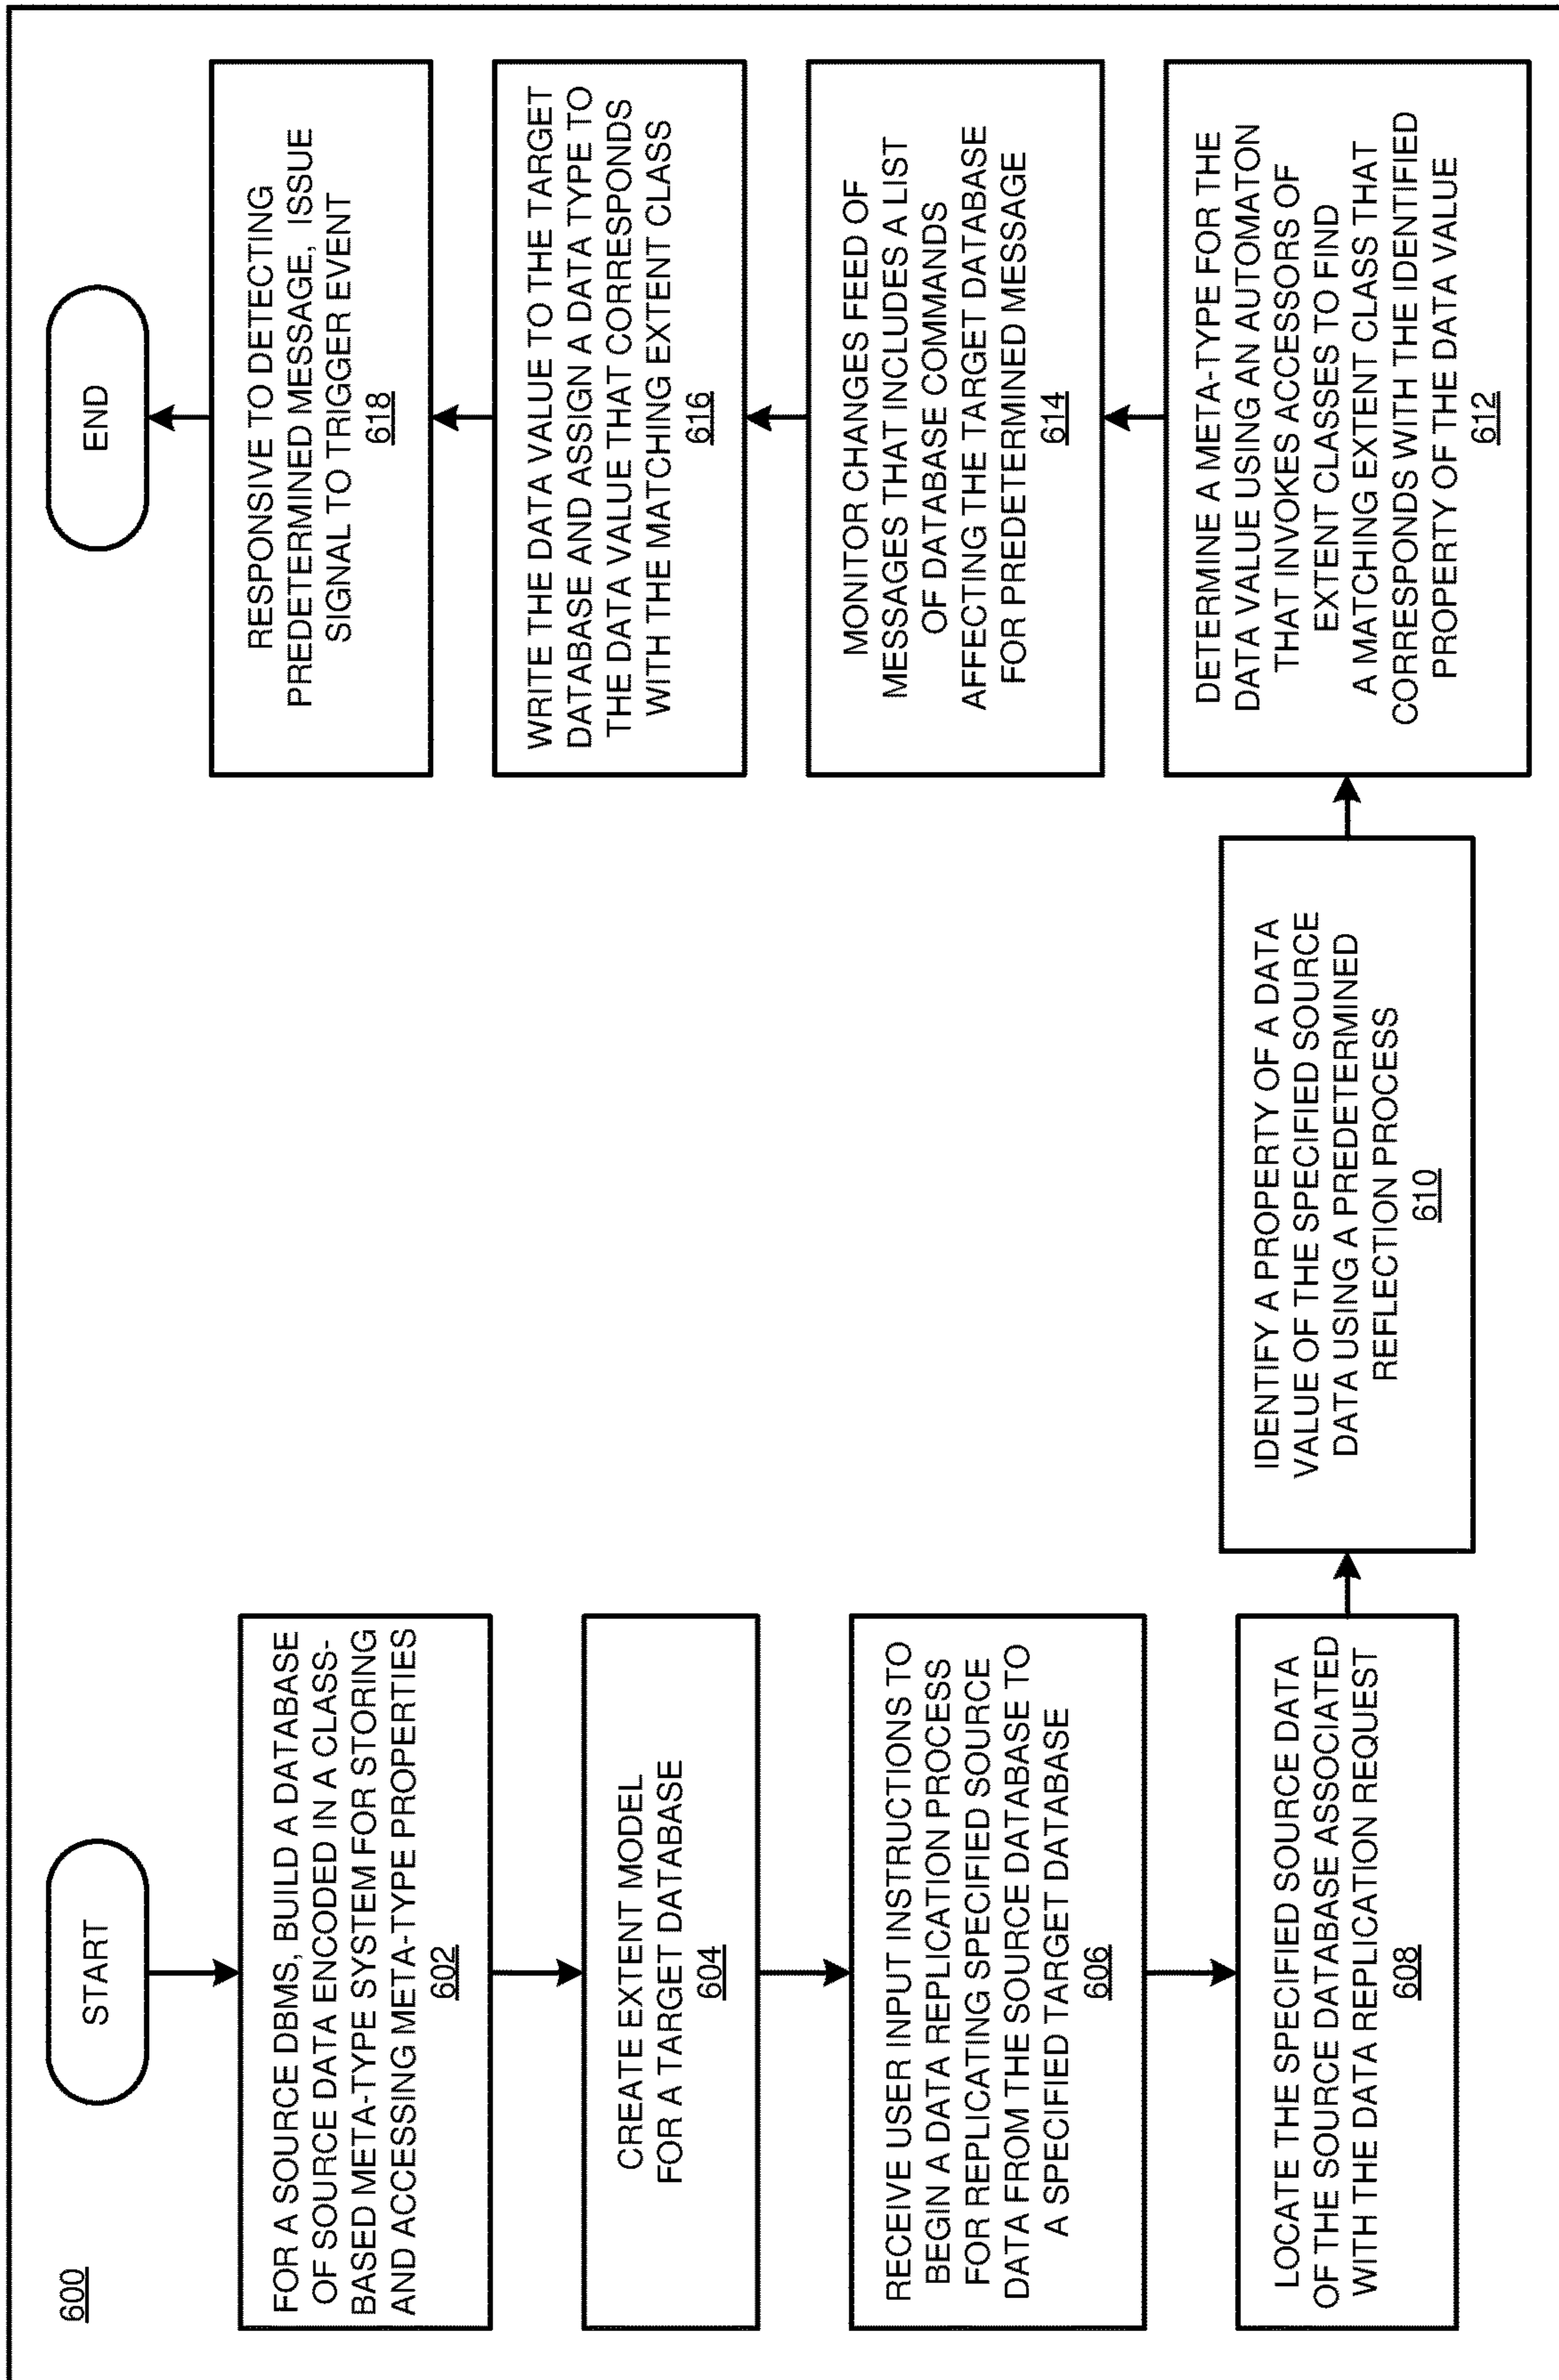 600
START
FOR A SOURCE DBMS, BUILD A DATABASE
OF SOURCE DATA ENCODED IN A CLASS-
BASED META-TYPE SYSTEM FOR STORING
AND ACCESSING META-TYPE PROPERTIES
602
CREATE EXTENT MODEL
FOR A TARGET DATABASE
604
RECEIVE USER INPUT INSTRUCTIONS TO
BEGIN A DATA REPLICATION PROCESS
FOR REPLICATING SPECIFIED SOURCE
DATA FROM THE SOURCE DATABASE TO
A SPECIFIED TARGET DATABASE
606
LOCATE THE SPECIFIED SOURCE DATA
OF THE SOURCE DATABASE ASSOCIATED
WITH THE DATA REPLICATION REQUEST
608
IDENTIFY A PROPERTY OF A DATA
VALUE OF THE SPECIFIED SOURCE
DATA USING A PREDETERMINED
REFLECTION PROCESS
610
DETERMINE A META-TYPE FOR THE
DATA VALUE USING AN AUTOMATON
THAT INVOKES ACCESSORS OF
EXTENT CLASSES TO FIND
A MATCHING EXTENT CLASS THAT
CORRESPONDS WITH THE IDENTIFIED
PROPERTY OF THE DATA VALUE
612
MONITOR CHANGES FEED OF
MESSAGES THAT INCLUDES A LIST
OF DATABASE COMMANDS
AFFECTING THE TARGET DATABASE
FOR PREDETERMINED MESSAGE
614
WRITE THE DATA VALUE TO THE TARGET
DATABASE AND ASSIGN A DATA TYPE TO
THE DATA VALUE THAT CORRESPONDS
WITH THE MATCHING EXTENT CLASS
616
RESPONSIVE TO DETECTING
PREDETERMINED MESSAGE, ISSUE
SIGNAL TO TRIGGER EVENT
618
END